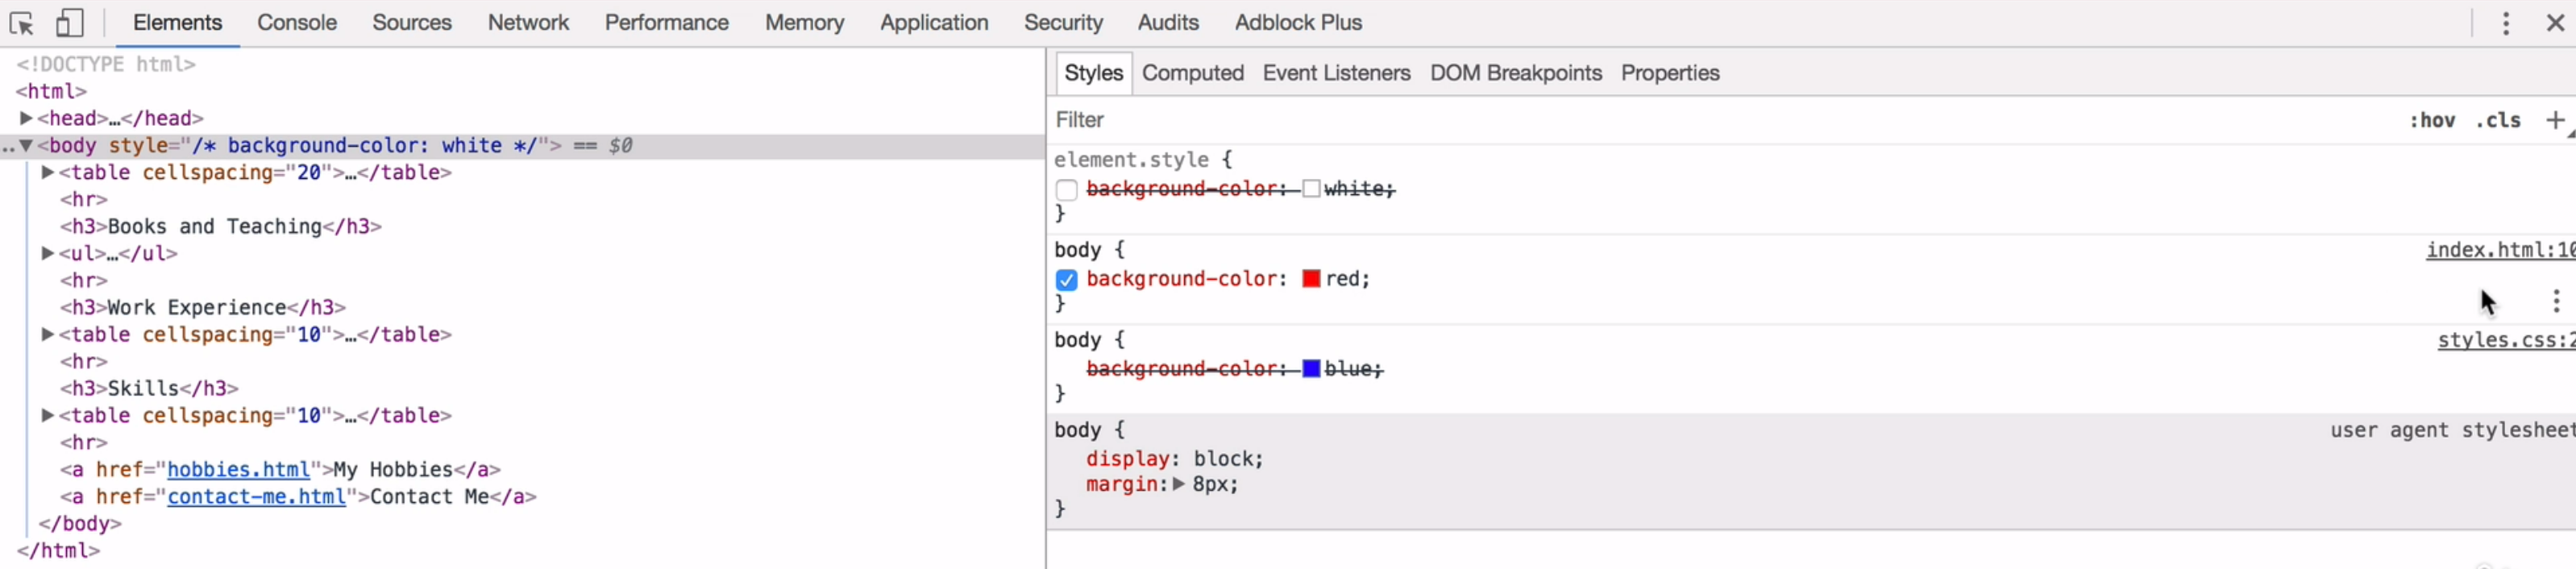 Elements Console Sources Network Performance Memory Application Security Audits Adblock Plus
<!DOCTYPE html>
<html>
▶<head>…</head>
..▼<body style="/* background-color: white */"> == $0
▶<table cellspacing="20">…</table>
<hr>
<h3>Books and Teaching</h3>
▶<ul>…</ul>
<hr>
<h3>Work Experience</h3>
▶<table cellspacing="10">…</table>
<hr>
<h3>Skills</h3>
▶<table cellspacing="10">…</table>
<hr>
<a href="hobbies.html">My Hobbies</a>
<a href="contact-me.html">Contact Me</a>
</body>
</html>
Styles Computed Event Listeners DOM Breakpoints Properties
Filter :hov .cls +
element.style {
background-color: white;
}
body { index.html:10
background-color: red;
}
body { styles.css:2
background-color: blue;
}
body { user agent stylesheet
display: block;
margin:▶ 8px;
}